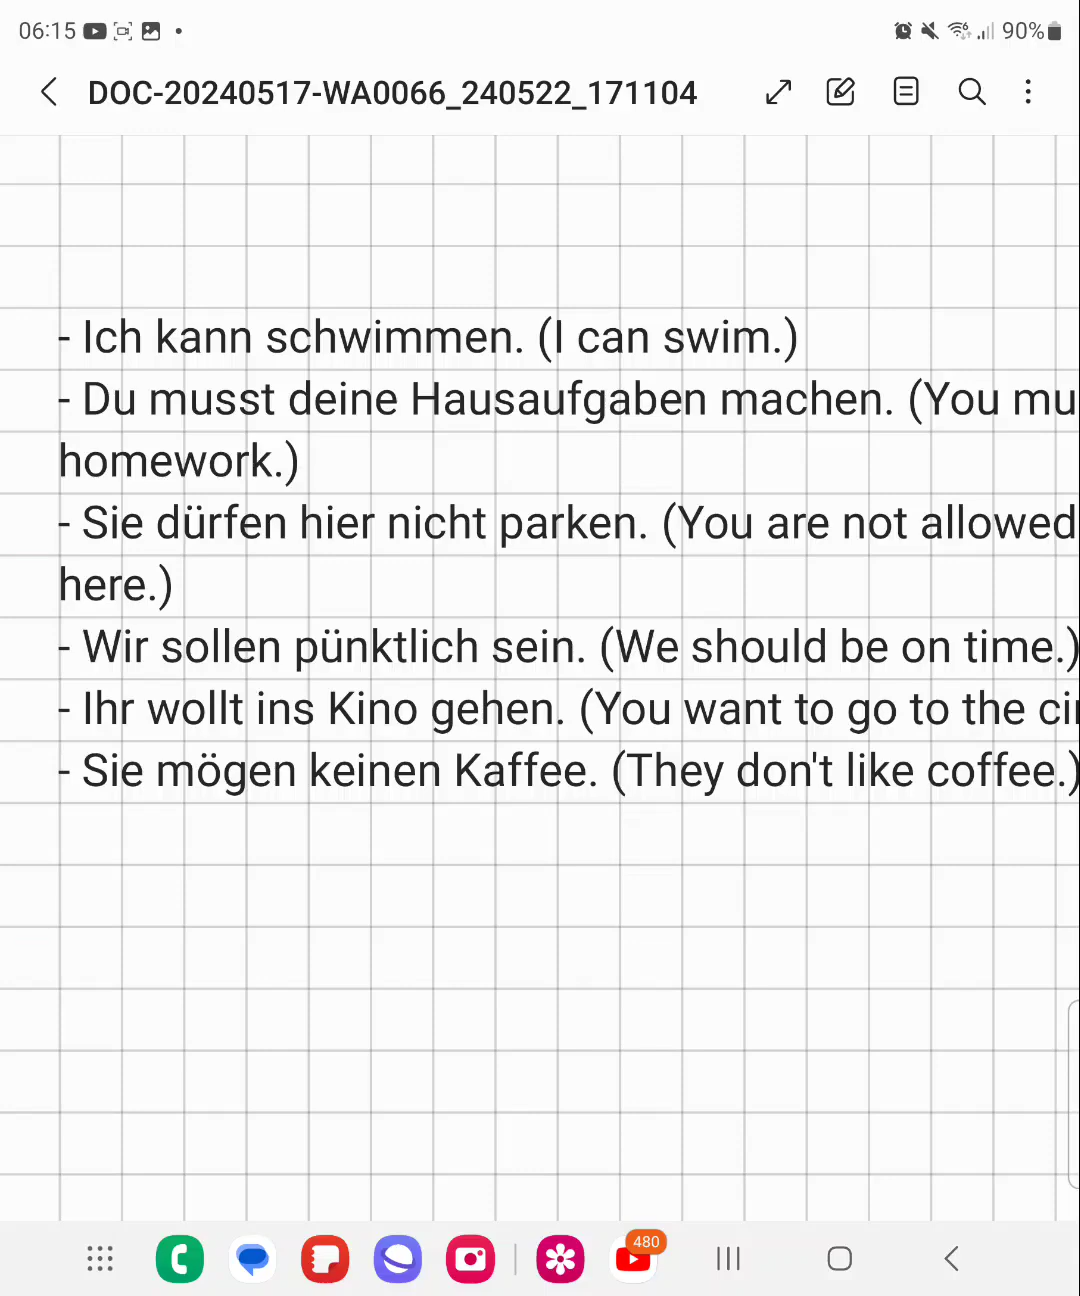 06:15 90%
DOC-20240517-WA0066_240522_171104
- Ich kann schwimmen. (I can swim.)
- Du musst deine Hausaufgaben machen. (You mu
homework.)
- Sie dürfen hier nicht parken. (You are not allowed
here.)
- Wir sollen pünktlich sein. (We should be on time.)
- Ihr wollt ins Kino gehen. (You want to go to the ci
- Sie mögen keinen Kaffee. (They don't like coffee.)
480